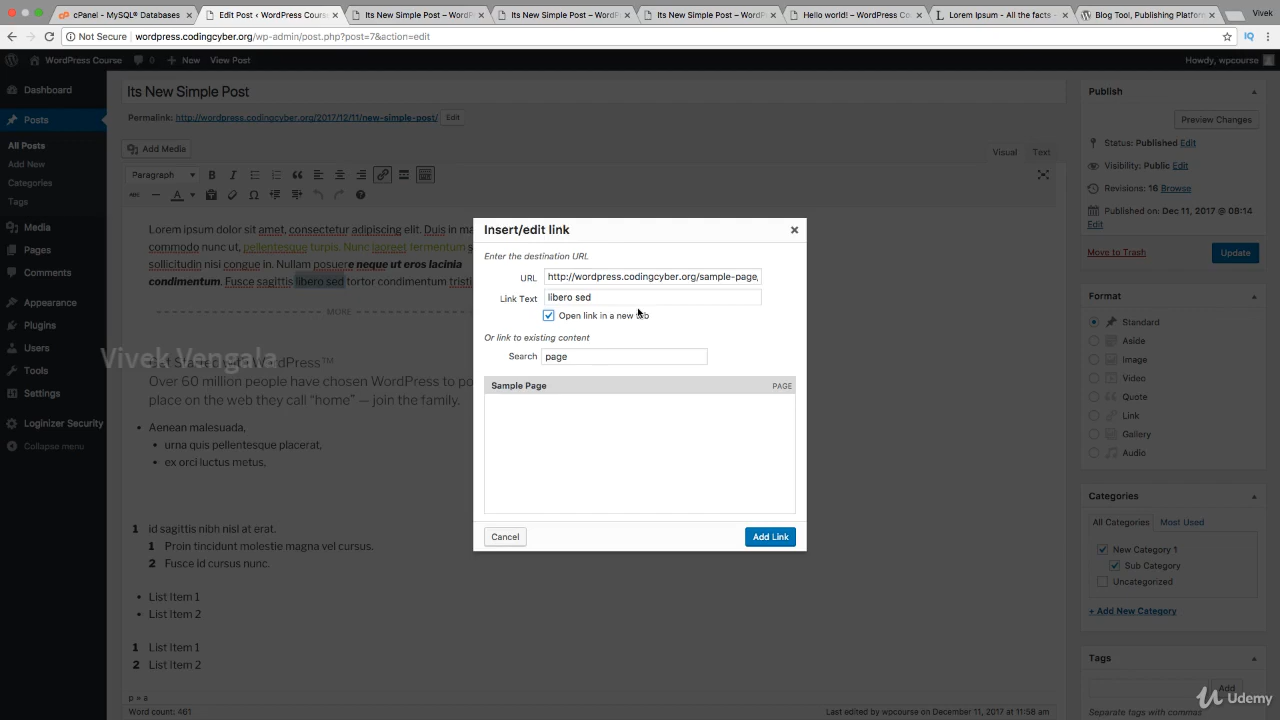 cPanel - MySQL® Databases
Edit Post ‹ WordPress Cours
Its New Simple Post – WordPr
Its New Simple Post – WordPr
Its New Simple Post – WordPr
Hello world! – WordPress Co
Lorem Ipsum - All the facts -
Blog Tool, Publishing Platform
Vivek
Not Secure | wordpress.codingcyber.org/wp-admin/post.php?post=7&action=edit
WordPress Course 0 New View Post
Howdy, wpcourse
Dashboard
Posts
All Posts
Add New
Categories
Tags
Media
Pages
Comments
Appearance
Plugins
Users
Tools
Settings
Loginizer Security
Collapse menu
Its New Simple Post
Permalink: http://wordpress.codingcyber.org/2017/12/11/new-simple-post/ Edit
Add Media
Visual Text
Paragraph
Lorem ipsum dolor sit amet, consectetur adipiscing elit. Duis in ma
commodo nunc ut, pellentesque turpis. Nunc laoreet fermentum s
sollicitudin nisi congue in. Nullam posuere neque ut eros lacinia
condimentum. Fusce sagittis libero sed tortor condimentum tristi
MORE
Get Started with WordPress™
Over 60 million people have chosen WordPress to po
place on the web they call “home” — join the family.
Aenean malesuada,
urna quis pellentesque placerat,
ex orci luctus metus,
1 id sagittis nibh nisl at erat.
1 Proin tincidunt molestie magna vel cursus.
2 Fusce id cursus nunc.
List Item 1
List Item 2
1 List Item 1
2 List Item 2
p » a
Word count: 461
Last edited by wpcourse on December 11, 2017 at 11:58 am
Vivek Vengala
Insert/edit link
Enter the destination URL
URL http://wordpress.codingcyber.org/sample-page/
Link Text libero sed
Open link in a new tab
Or link to existing content
Search page
Sample Page PAGE
Cancel
Add Link
Publish
Preview Changes
Status: Published Edit
Visibility: Public Edit
Revisions: 16 Browse
Published on: Dec 11, 2017 @ 08:14
Edit
Move to Trash
Update
Format
Standard
Aside
Image
Video
Quote
Link
Gallery
Audio
Categories
All Categories Most Used
New Category 1
Sub Category
Uncategorized
+ Add New Category
Tags
Add
Separate tags with commas
Udemy